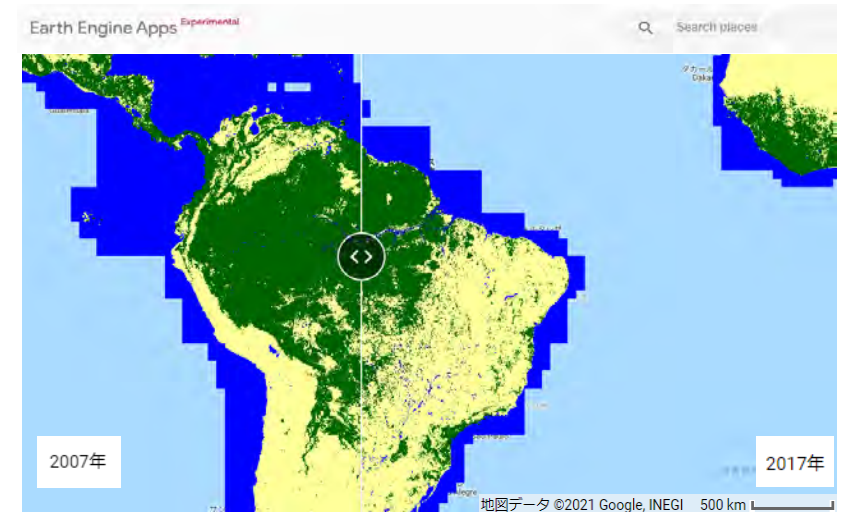 Earth Engine Apps Experimental
Search places
ダカール
Dakar
2007年
2017年
地図データ ©2021 Google, INEGI 500 km